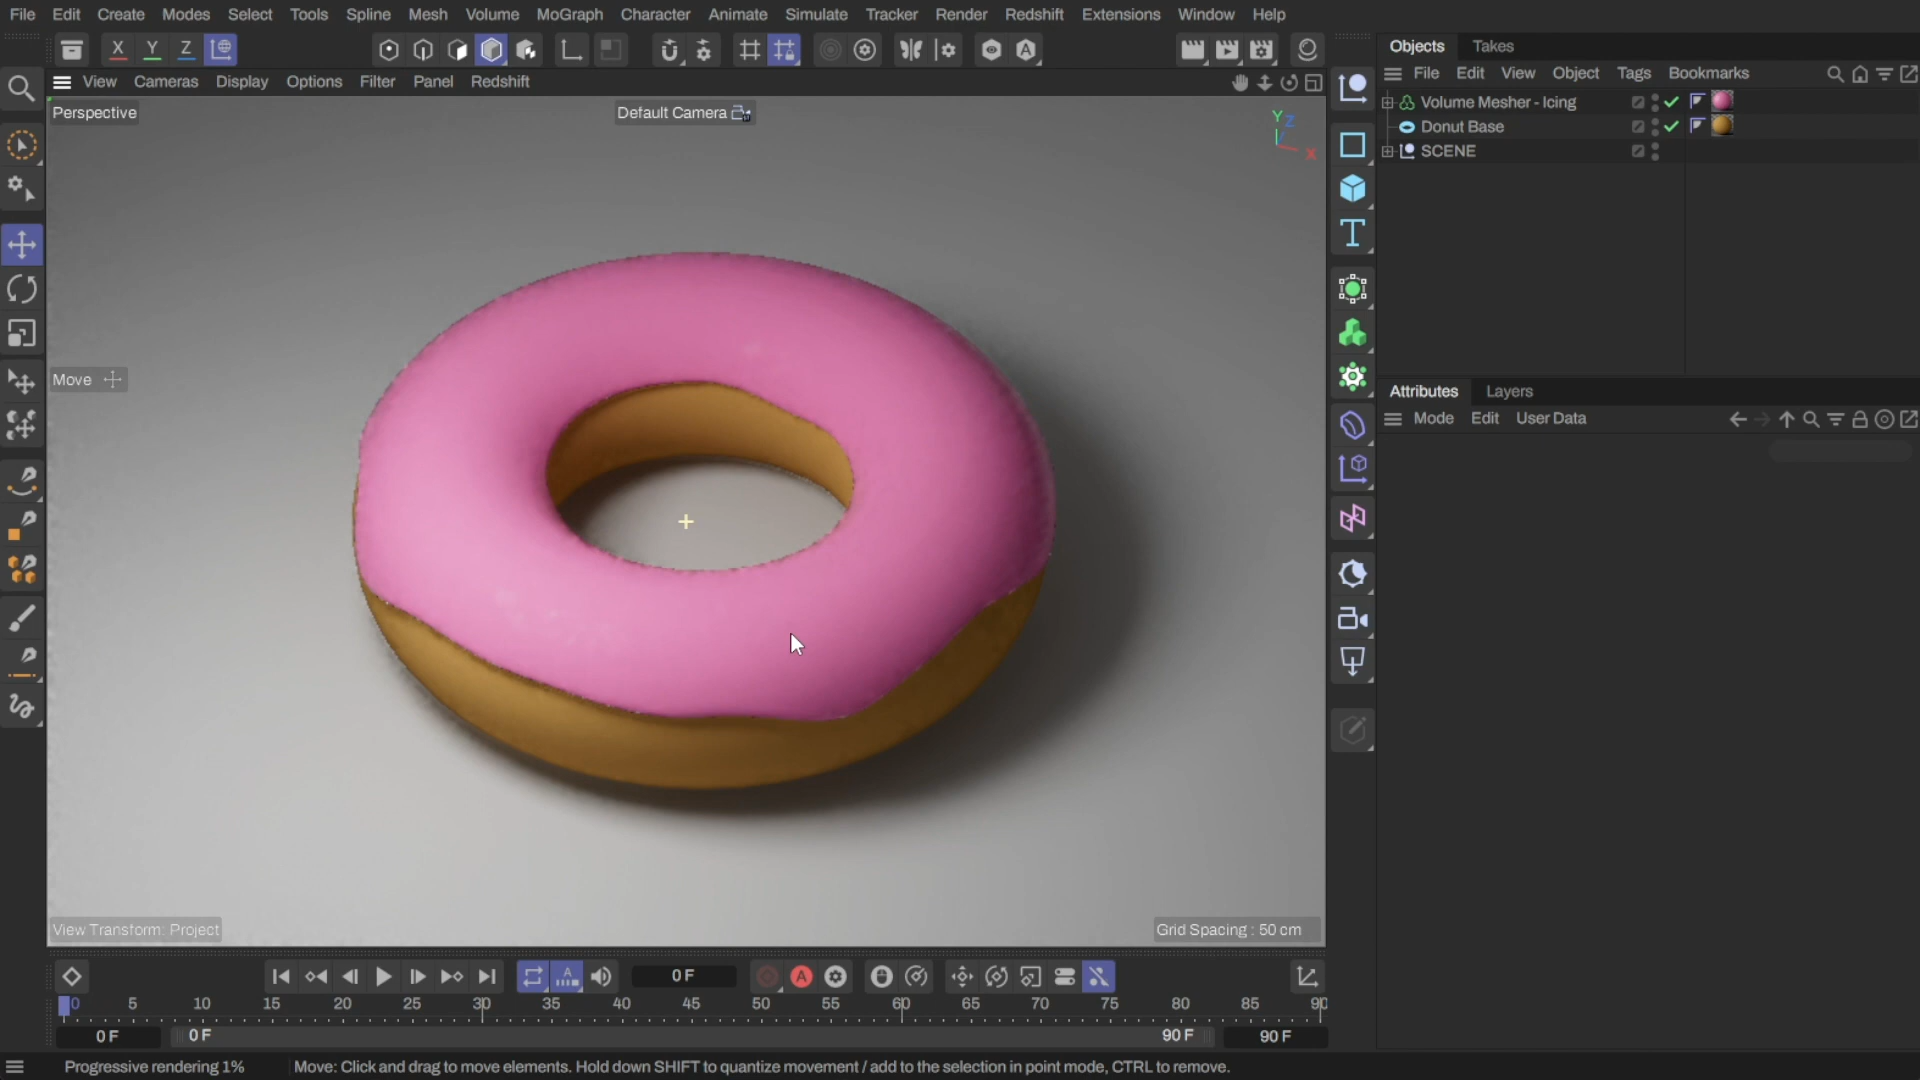 File Edit Create Modes Select Tools Spline Mesh Volume MoGraph Character Animate Simulate Tracker Render Redshift Extensions Window Help
X Y Z
View Cameras Display Options Filter Panel Redshift
Perspective
Default Camera
Y Z X
Move
View Transform: Project
Grid Spacing : 50 cm
Objects Takes
File Edit View Object Tags Bookmarks
Volume Mesher - Icing
Donut Base
SCENE
Attributes Layers
Mode Edit User Data
0 F
0 5 10 15 20 25 30 35 40 45 50 55 60 65 70 75 80 85 90
0 F 0 F 90 F 90 F
Progressive rendering 1% Move: Click and drag to move elements. Hold down SHIFT to quantize movement / add to the selection in point mode, CTRL to remove.